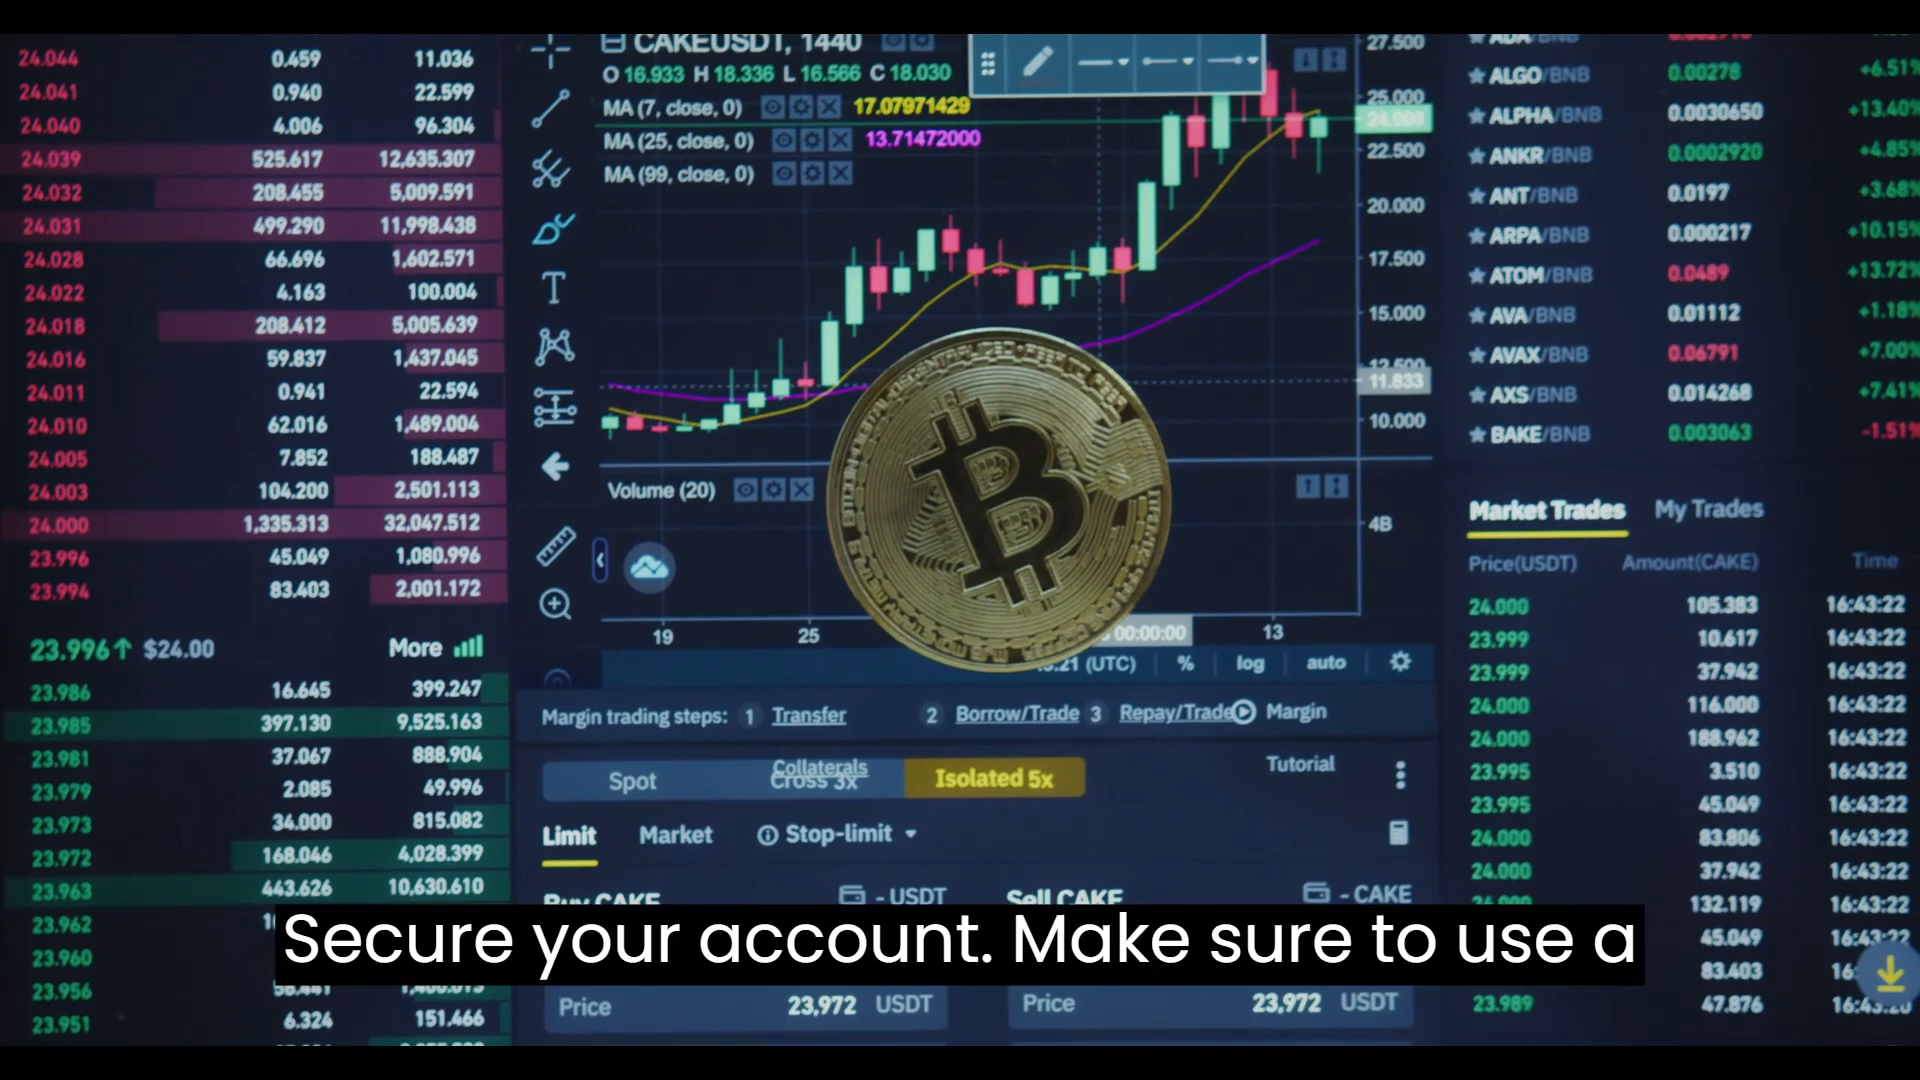 24.044 0.459 11.036
24.041 0.940 22.599
24.040 4.006 96.304
24.039 525.617 12,635.307
24.032 208.455 5,009.591
24.031 499.290 11,998.438
24.028 66.696 1,602.571
24.022 4.163 100.004
24.018 208.412 5,005.639
24.016 59.837 1,437.045
24.011 0.941 22.594
24.010 62.016 1,489.004
24.005 7.852 188.487
24.003 104.200 2,501.113
24.000 1,335.313 32,047.512
23.996 45.049 1,080.996
23.994 83.403 2,001.172
23.996↑ $24.00 More
23.986 16.645 399.247
23.985 397.130 9,525.163
23.981 37.067 888.904
23.979 2.085 49.996
23.973 34.000 815.082
23.972 168.046 4,028.399
23.963 443.626 10,630.610
23.962
23.960
23.956
23.951 6.324 151.466
CAKEUSDT, 1440
O 16.933 H 18.336 L 16.566 C 18.030
MA (7, close, 0) 17.07971429
MA (25, close, 0) 13.71472000
MA (99, close, 0)
27.500
25.000
24.000
22.500
20.000
17.500
15.000
12.500
11.833
10.000
Volume (20)
4B
19 25 00:00:00 13
(UTC) % log auto
Margin trading steps: 1 Transfer 2 Borrow/Trade 3 Repay/Trade Margin
Collaterals Tutorial
Spot Cross 3x Isolated 5x
Limit Market Stop-limit
Buy CAKE - USDT Sell CAKE - CAKE
Price 23,972 USDT Price 23,972 USDT
ADA/BNB
ALGO/BNB 0.00278 +6.51%
ALPHA/BNB 0.0030650 +13.40%
ANKR/BNB 0.0002920 +4.85%
ANT/BNB 0.0197 +3.68%
ARPA/BNB 0.000217 +10.15%
ATOM/BNB 0.0489 +13.72%
AVA/BNB 0.01112 +1.18%
AVAX/BNB 0.06791 +7.00%
AXS/BNB 0.014268 +7.41%
BAKE/BNB 0.003063 -1.51%
Market Trades My Trades
Price(USDT) Amount(CAKE) Time
24.000 105.383 16:43:22
23.999 10.617 16:43:22
23.999 37.942 16:43:22
24.000 116.000 16:43:22
24.000 188.962 16:43:22
23.995 3.510 16:43:22
23.995 45.049 16:43:22
24.000 83.806 16:43:22
24.000 37.942 16:43:22
132.119 16:43:22
45.049 16:43:22
83.403
23.989 47.876
Secure your account. Make sure to use a